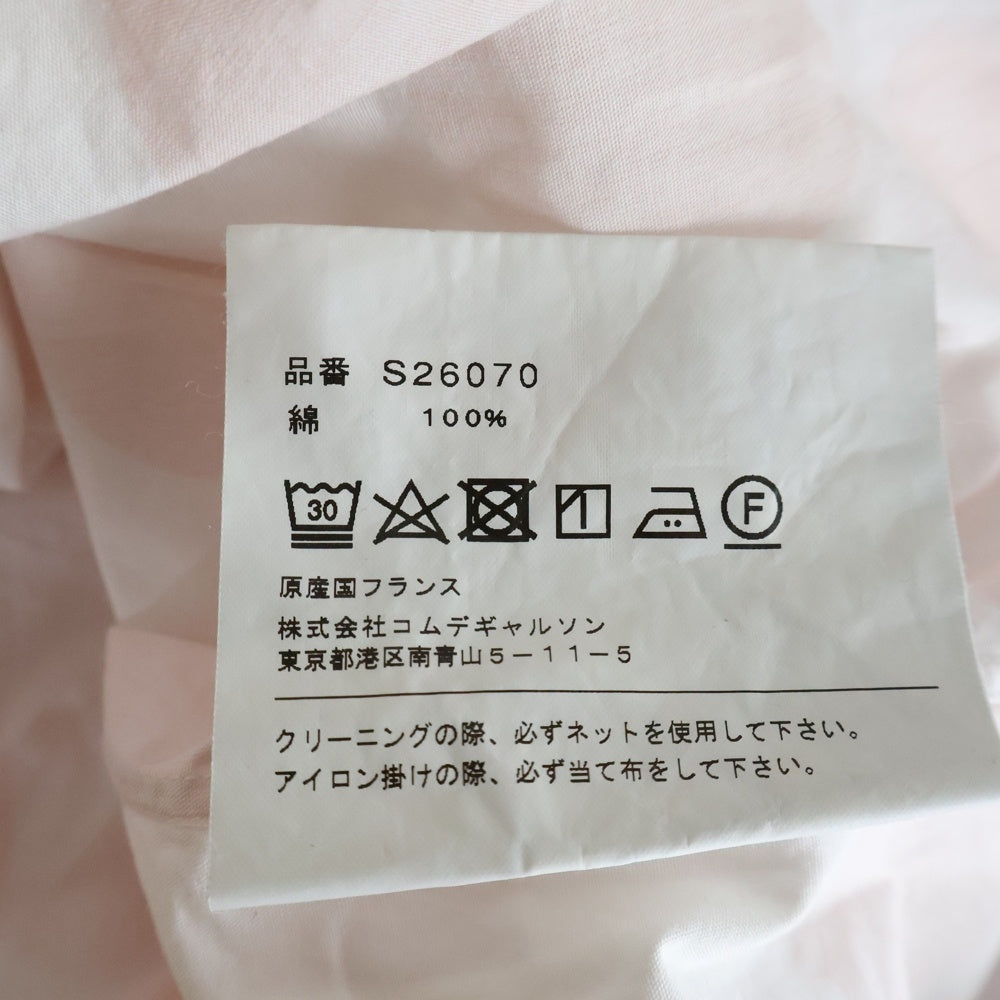 品番 S26070
綿 100%
30 F
原産国フランス
株式会社コムデギャルソン
東京都港区南青山5-11-5
クリーニングの際、必ずネットを使用して下さい。
アイロン掛けの際、必ず当て布をして下さい。